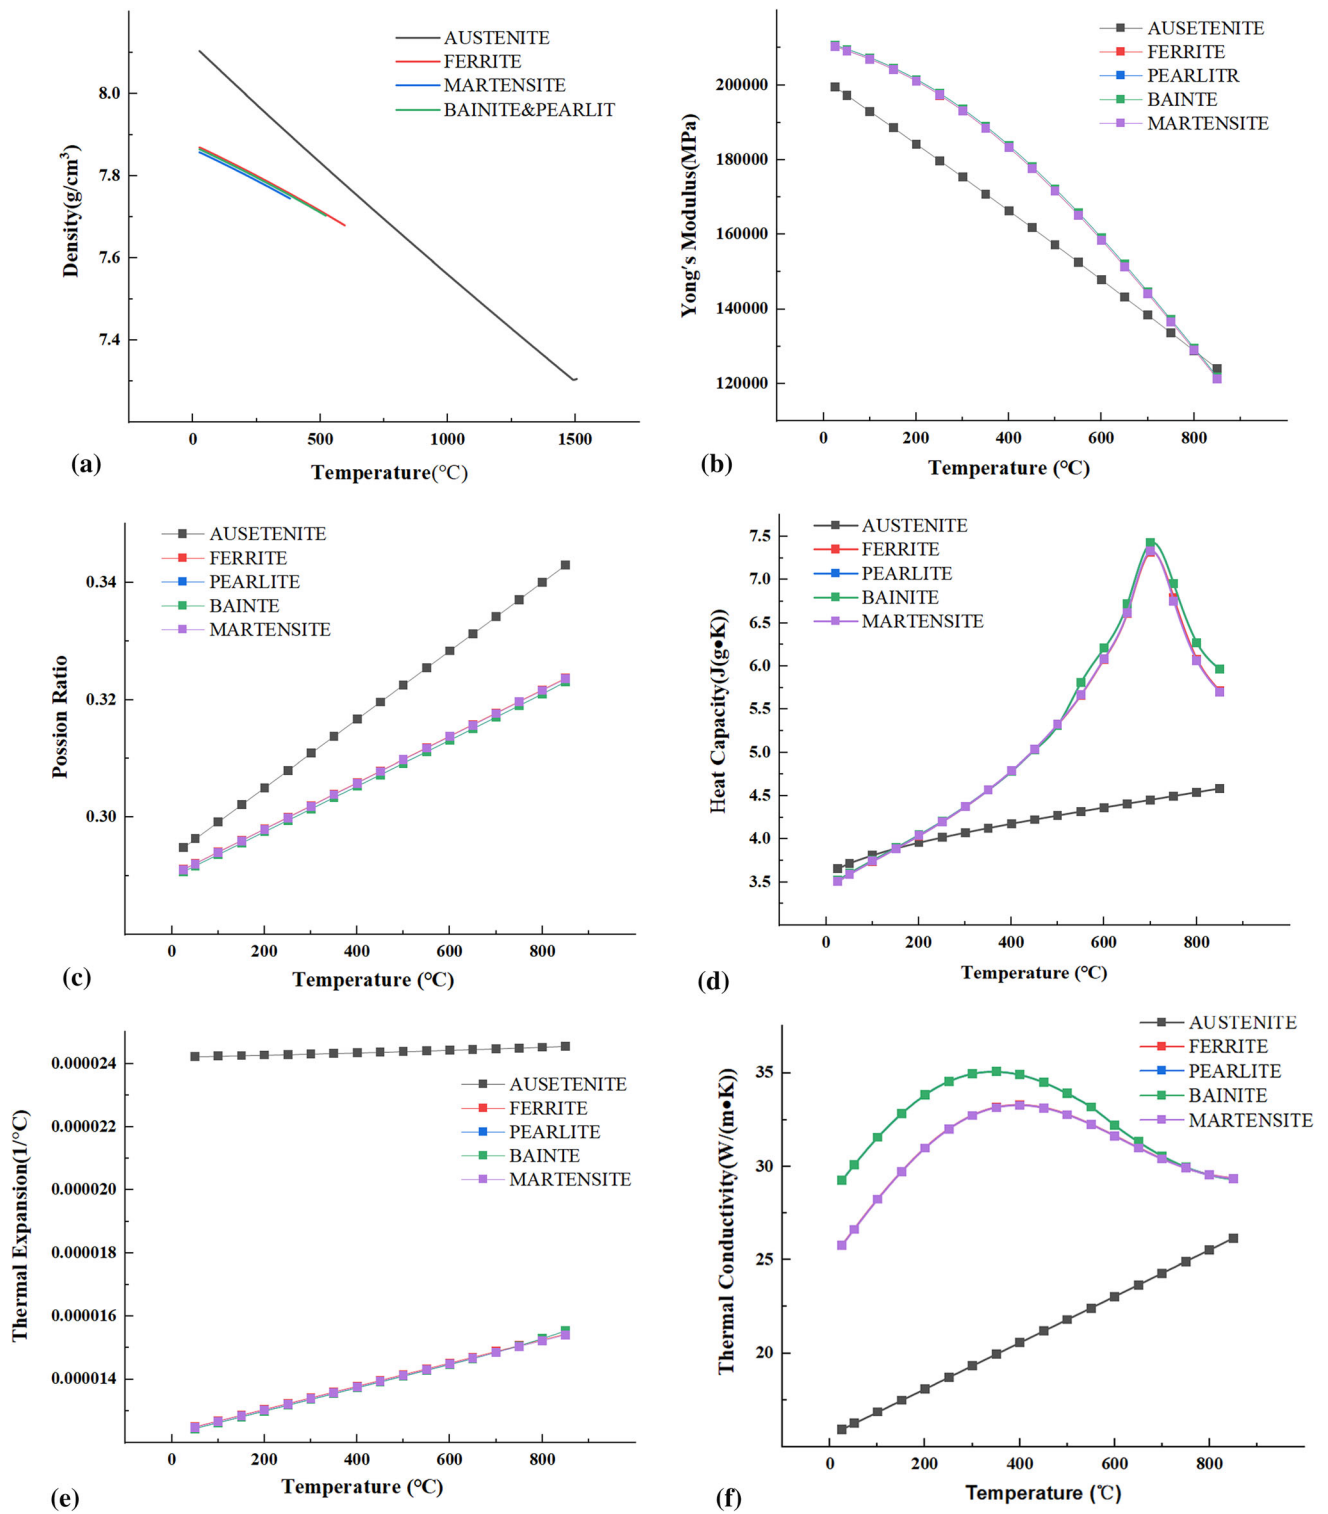 AUSTENITE
FERRITE
MARTENSITE
BAINITE&PEARLIT
8.0
7.8
7.6
7.4
Density(g/cm³)
0
500
1000
1500
Temperature(℃)
(a)
AUSETENITE
FERRITE
PEARLITR
BAINTE
MARTENSITE
200000
180000
160000
140000
120000
Yong's Modulus(MPa)
0
200
400
600
800
Temperature (℃)
(b)
AUSETENITE
FERRITE
PEARLITE
BAINTE
MARTENSITE
0.34
0.32
0.30
Possion Ratio
0
200
400
600
800
Temperature (℃)
(c)
AUSTENITE
FERRITE
PEARLITE
BAINITE
MARTENSITE
7.5
7.0
6.5
6.0
5.5
5.0
4.5
4.0
3.5
Heat Capacity(J(g●K))
0
200
400
600
800
Temperature (℃)
(d)
0.000024
0.000022
0.000020
0.000018
0.000016
0.000014
Thermal Expansion(1/°C)
AUSETENITE
FERRITE
PEARLITE
BAINTE
MARTENSITE
0
200
400
600
800
Temperature (℃)
(e)
AUSTENITE
FERRITE
PEARLITE
BAINITE
MARTENSITE
35
30
25
20
Thermal Conductivity(W/(m●K))
0
200
400
600
800
Temperature (℃)
(f)